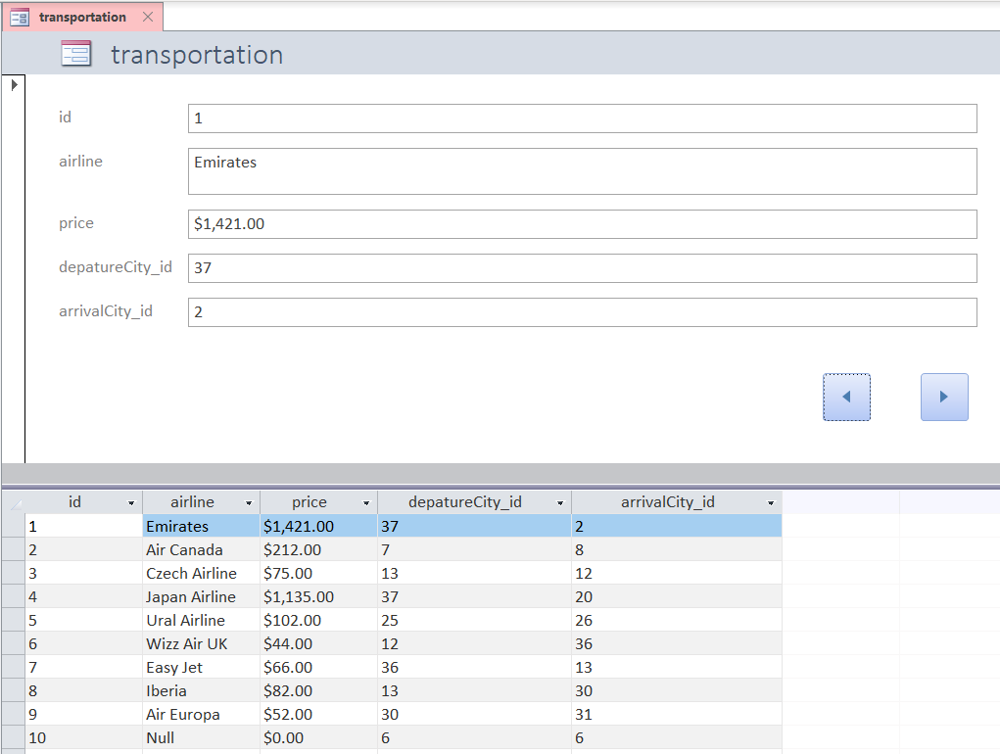 transportation
transportation
id 1
airline Emirates
price $1,421.00
depatureCity_id 37
arrivalCity_id 2
id airline price depatureCity_id arrivalCity_id
1 Emirates $1,421.00 37 2
2 Air Canada $212.00 7 8
3 Czech Airline $75.00 13 12
4 Japan Airline $1,135.00 37 20
5 Ural Airline $102.00 25 26
6 Wizz Air UK $44.00 12 36
7 Easy Jet $66.00 36 13
8 Iberia $82.00 13 30
9 Air Europa $52.00 30 31
10 Null $0.00 6 6